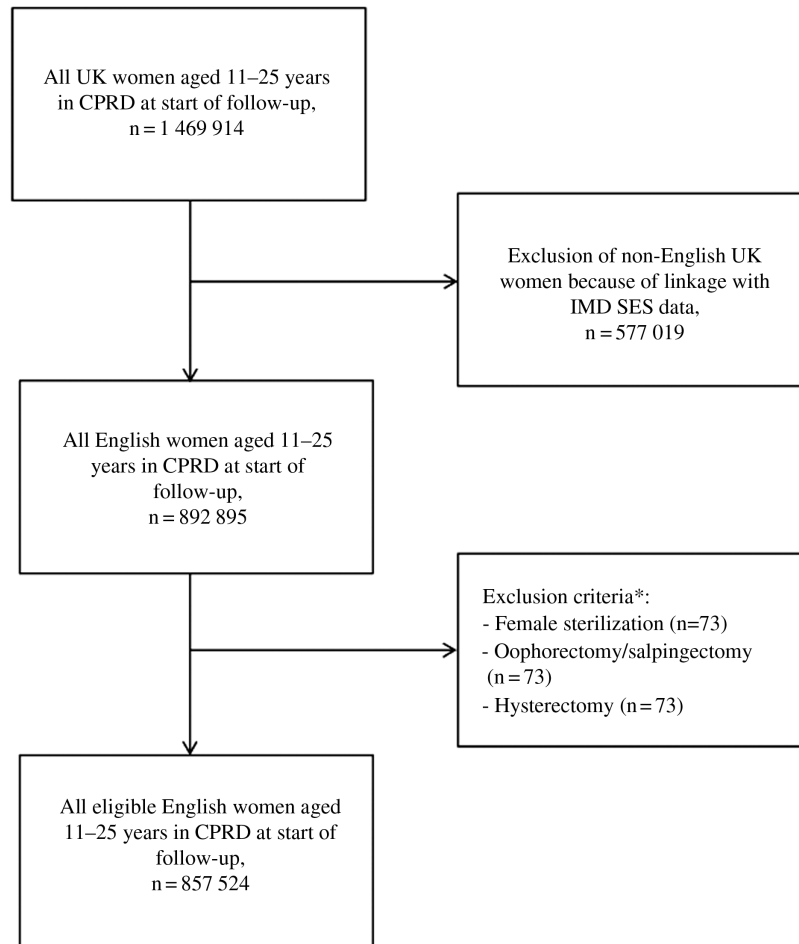 All UK women aged 11–25 years
in CPRD at start of follow-up,
n = 1 469 914
Exclusion of non-English UK
women because of linkage with
IMD SES data,
n = 577 019
All English women aged 11–25
years in CPRD at start of
follow-up,
n = 892 895
Exclusion criteria*:
- Female sterilization (n=73)
- Oophorectomy/salpingectomy
(n = 73)
- Hysterectomy (n = 73)
All eligible English women aged
11–25 years in CPRD at start of
follow-up,
n = 857 524